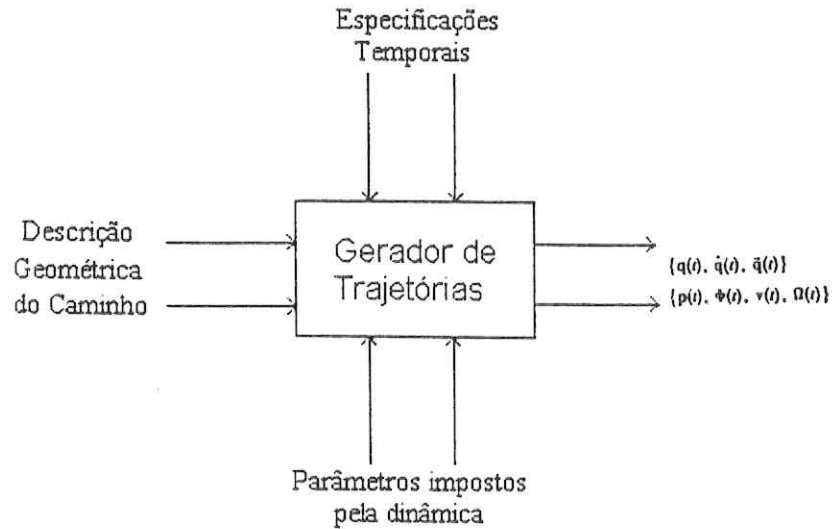 Especificações
Temporais
Descrição
Geométrica
do Caminho
Gerador de
Trajetórias
{q(t), q̇(t), q̈(t)}
{p(t), Φ(t), v(t), Ω(t)}
Parâmetros impostos
pela dinâmica